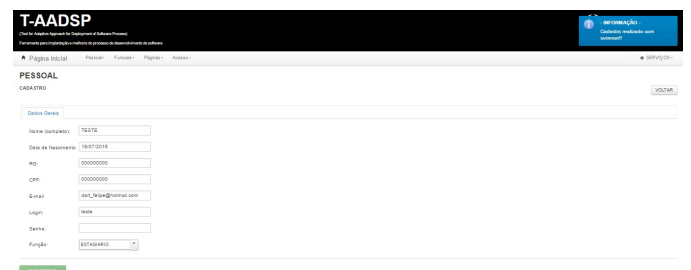 T-AADSP
(Tool for Adaptive Approach for Deployment of Software Process)
Ferramenta para implantação e melhoria do processo de desenvolvimento de software
- INFORMAÇÃO -
Cadastro realizado com
sucesso!!
Página Inicial Pessoal Funções Páginas Acesso SERVIÇOS
PESSOAL
CADASTRO
VOLTAR
Dados Gerais
Nome (completo): TESTE
Data de Nascimento 19/07/2019
RG: 000000000
CPF: 000000000
E-mail: dart_felipe@hotmail.com
Login: teste
Senha:
Função: ESTAGIARIO